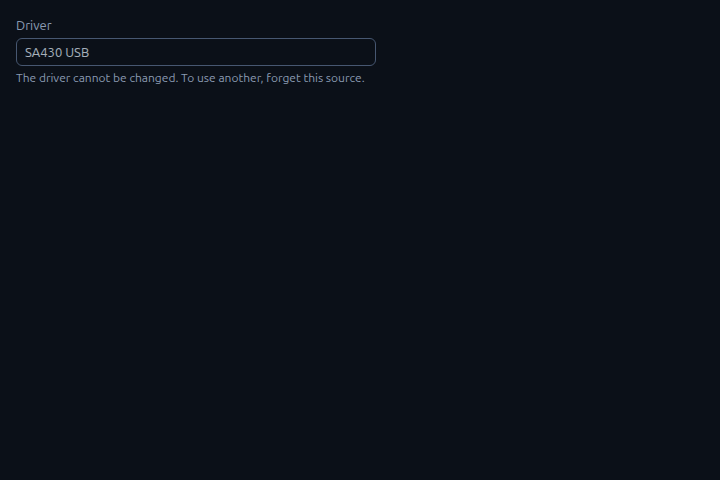 Driver
SA430 USB
The driver cannot be changed. To use another, forget this source.